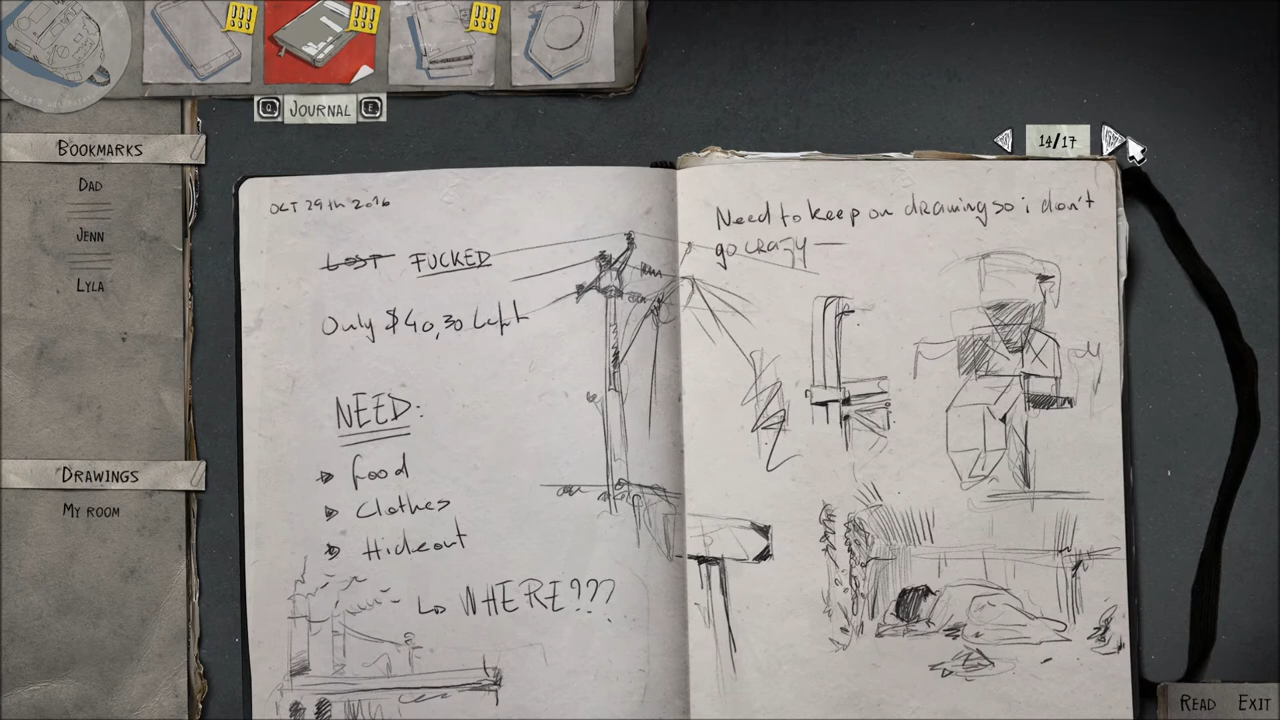 !!!
!!!
!!!
Q
JOURNAL
E
BOOKMARKS
DAD
JENN
LYLA
DRAWINGS
MY ROOM
14/17
OCT 29th 2016
LOST FUCKED
Only $40,30 left
NEED:
food
Clothes
Hideout
WHERE???
Need to keep on drawing so i don't
go crazy —
READ
EXIT